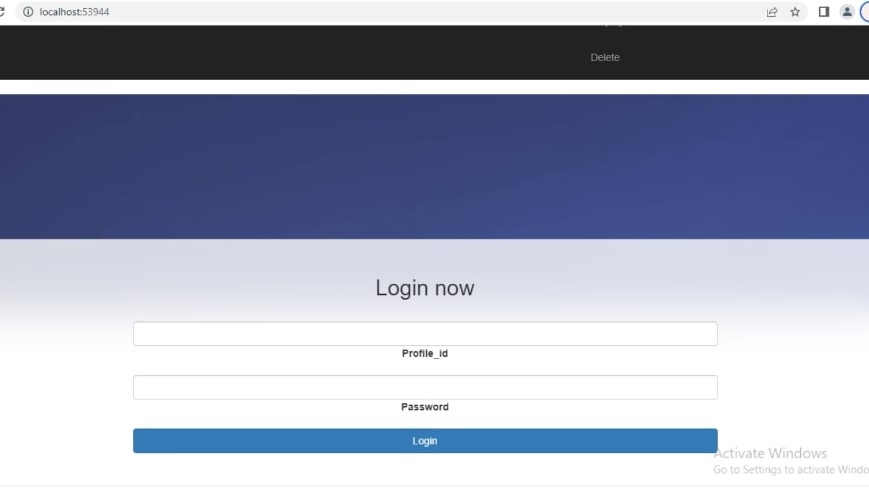 localhost:53944
Delete
Login now
Profile_id
Password
Login
Activate Windows
Go to Settings to activate Windo